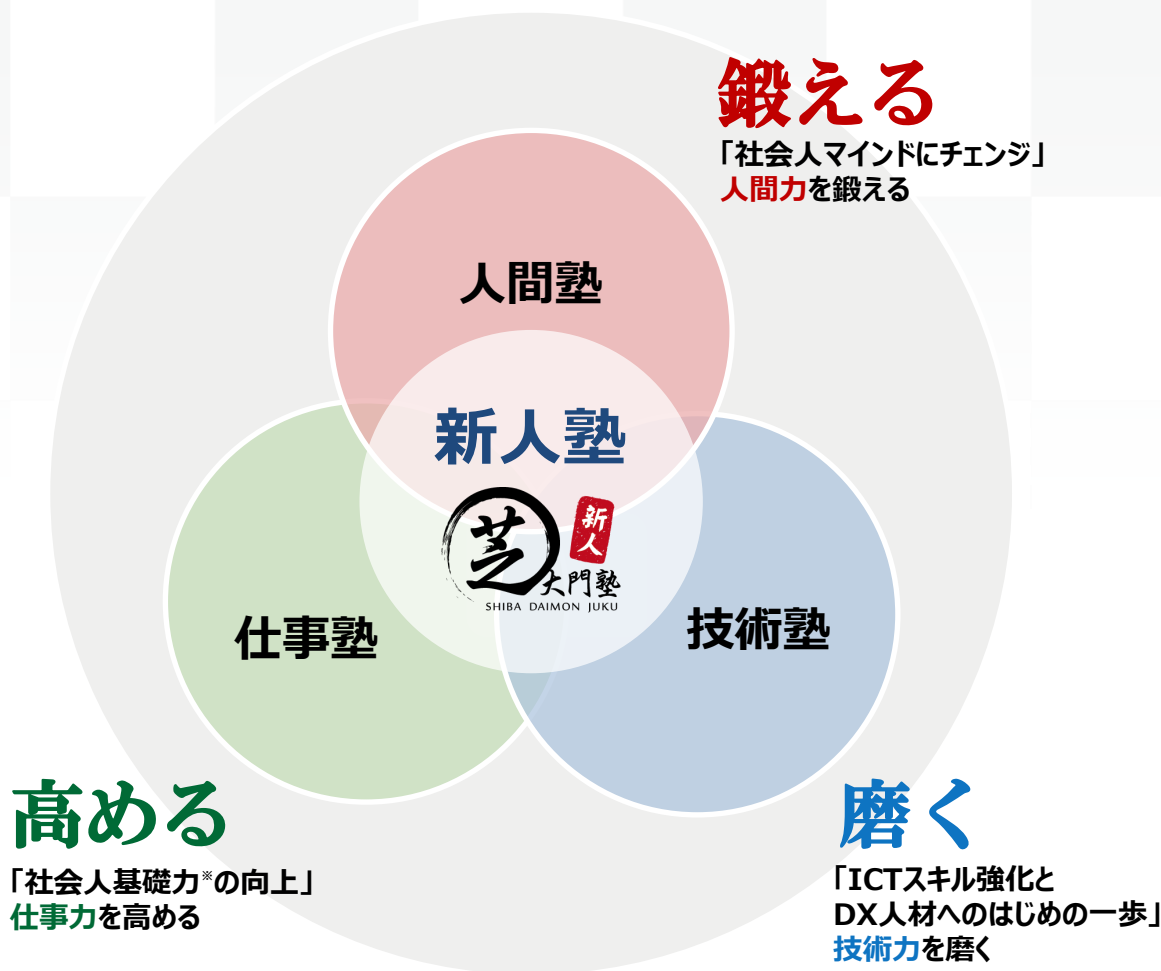 鍛える
「社会人マインドにチェンジ」
人間力を鍛える
人間塾
新人塾
芝
新人
大門塾
SHIBA DAIMON JUKU
仕事塾
技術塾
高める
「社会人基礎力※の向上」
仕事力を高める
磨く
「ICTスキル強化と
DX人材へのはじめの一歩」
技術力を磨く